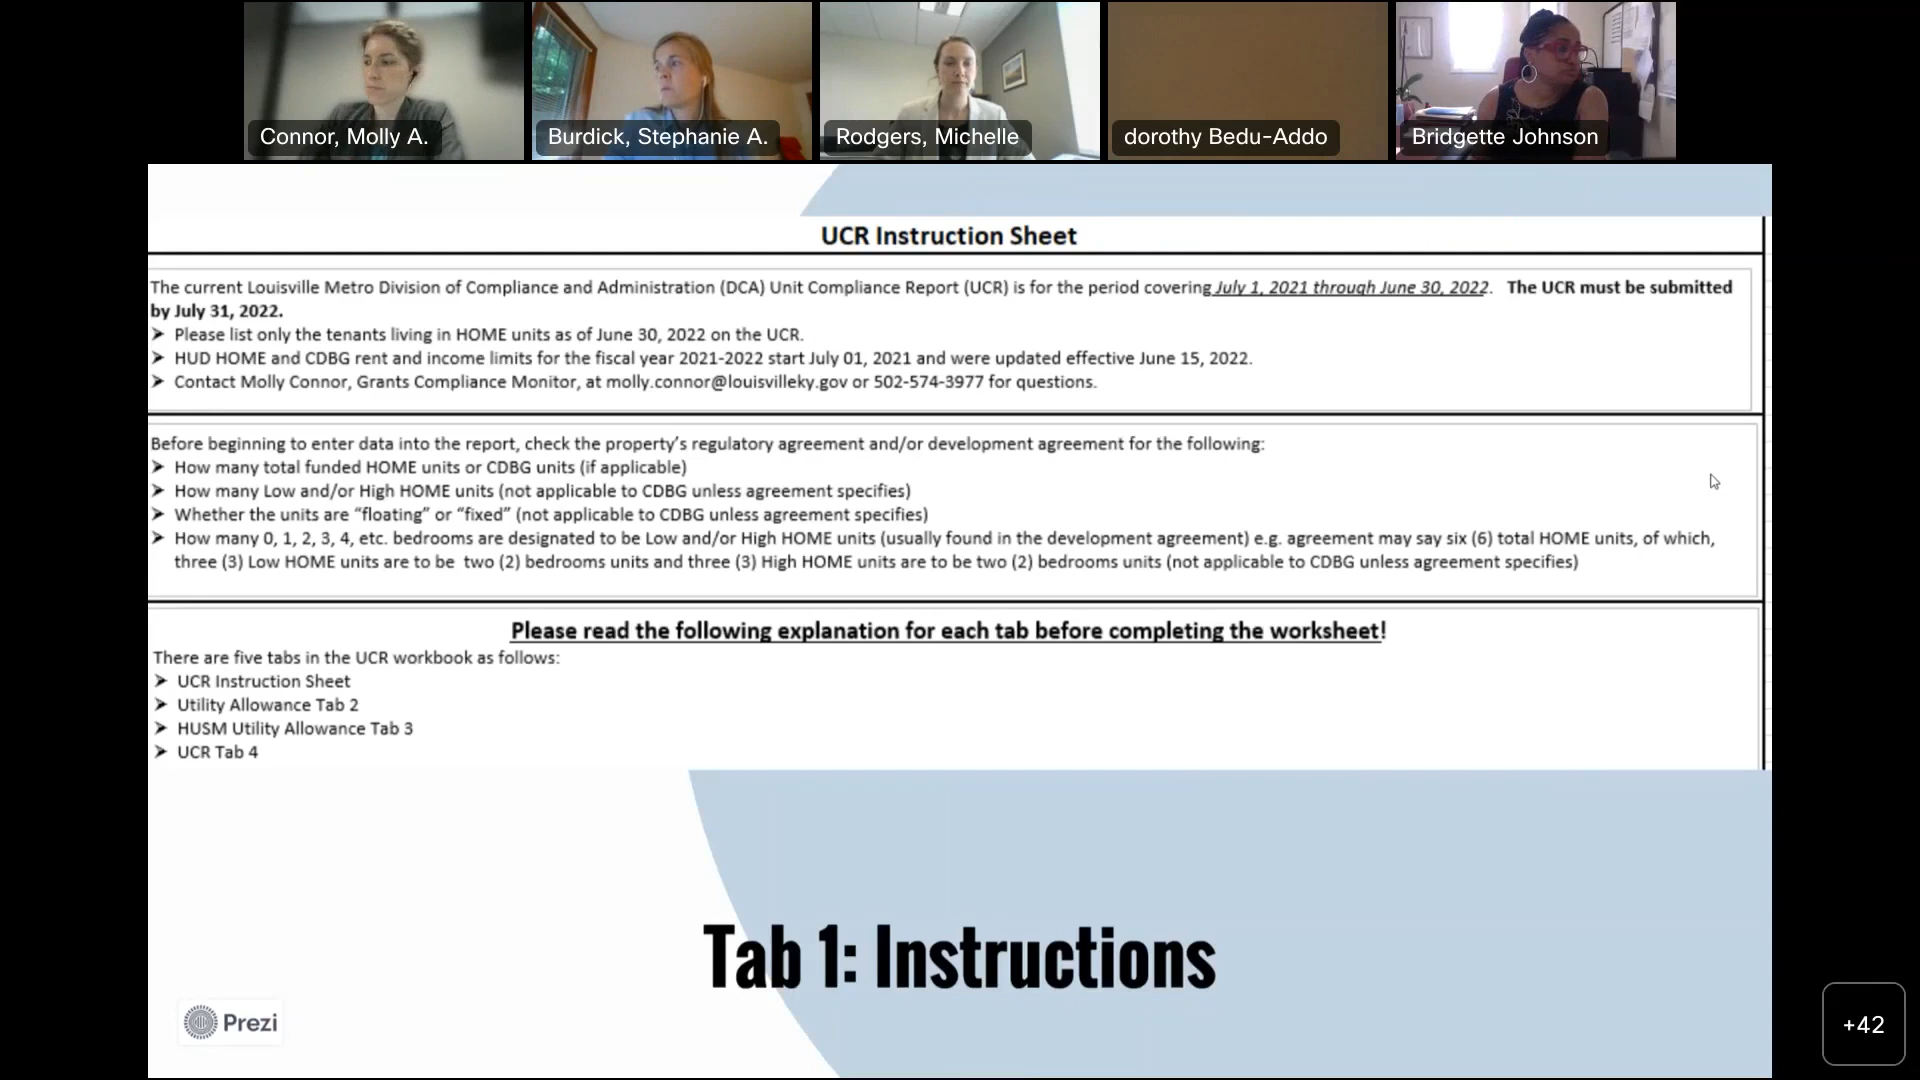 Connor, Molly A.
Burdick, Stephanie A.
Rodgers, Michelle
dorothy Bedu-Addo
Bridgette Johnson
UCR Instruction Sheet
The current Louisville Metro Division of Compliance and Administration (DCA) Unit Compliance Report (UCR) is for the period covering July 1, 2021 through June 30, 2022. The UCR must be submitted
by July 31, 2022.
➢ Please list only the tenants living in HOME units as of June 30, 2022 on the UCR.
➢ HUD HOME and CDBG rent and income limits for the fiscal year 2021-2022 start July 01, 2021 and were updated effective June 15, 2022.
➢ Contact Molly Connor, Grants Compliance Monitor, at molly.connor@louisvilleky.gov or 502-574-3977 for questions.
Before beginning to enter data into the report, check the property's regulatory agreement and/or development agreement for the following:
➢ How many total funded HOME units or CDBG units (if applicable)
➢ How many Low and/or High HOME units (not applicable to CDBG unless agreement specifies)
➢ Whether the units are “floating” or “fixed” (not applicable to CDBG unless agreement specifies)
➢ How many 0, 1, 2, 3, 4, etc. bedrooms are designated to be Low and/or High HOME units (usually found in the development agreement) e.g. agreement may say six (6) total HOME units, of which,
three (3) Low HOME units are to be two (2) bedrooms units and three (3) High HOME units are to be two (2) bedrooms units (not applicable to CDBG unless agreement specifies)
Please read the following explanation for each tab before completing the worksheet!
There are five tabs in the UCR workbook as follows:
➢ UCR Instruction Sheet
➢ Utility Allowance Tab 2
➢ HUSM Utility Allowance Tab 3
➢ UCR Tab 4
Tab 1: Instructions
Prezi
+42